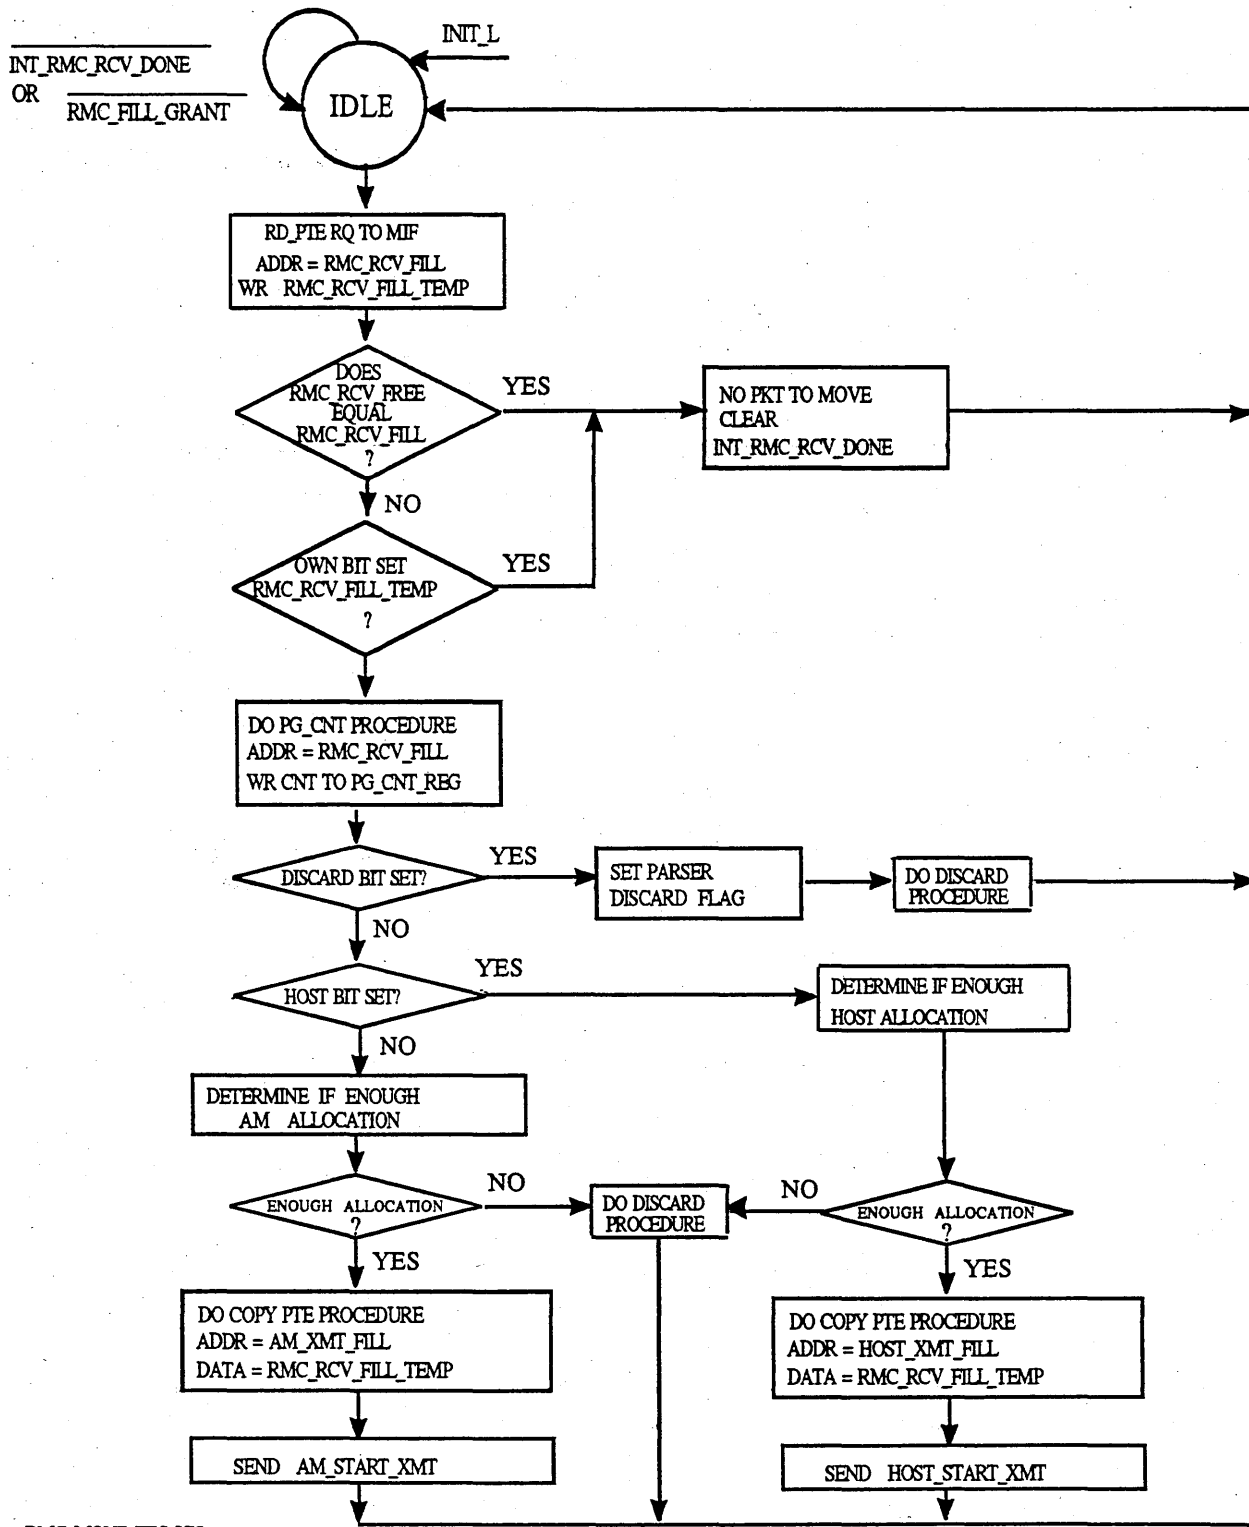 INIT_L
INT_RMC_RCV_DONE
OR RMC_FILL_GRANT
IDLE
RD_PTE RQ TO MIF
ADDR = RMC_RCV_FILL
WR RMC_RCV_FILL_TEMP
DOES
RMC_RCV_FREE
EQUAL
RMC_RCV_FILL
?
YES
NO PKT TO MOVE
CLEAR
INT_RMC_RCV_DONE
NO
OWN BIT SET
RMC_RCV_FILL_TEMP
?
YES
DO PG_CNT PROCEDURE
ADDR = RMC_RCV_FILL
WR CNT TO PG_CNT_REG
DISCARD BIT SET?
YES
SET PARSER
DISCARD FLAG
DO DISCARD
PROCEDURE
NO
HOST BIT SET?
YES
DETERMINE IF ENOUGH
HOST ALLOCATION
NO
DETERMINE IF ENOUGH
AM ALLOCATION
ENOUGH ALLOCATION
?
NO
DO DISCARD
PROCEDURE
NO
ENOUGH ALLOCATION
?
YES
YES
DO COPY PTE PROCEDURE
ADDR = AM_XMT_FILL
DATA = RMC_RCV_FILL_TEMP
DO COPY PTE PROCEDURE
ADDR = HOST_XMT_FILL
DATA = RMC_RCV_FILL_TEMP
SEND AM_START_XMT
SEND HOST_START_XMT